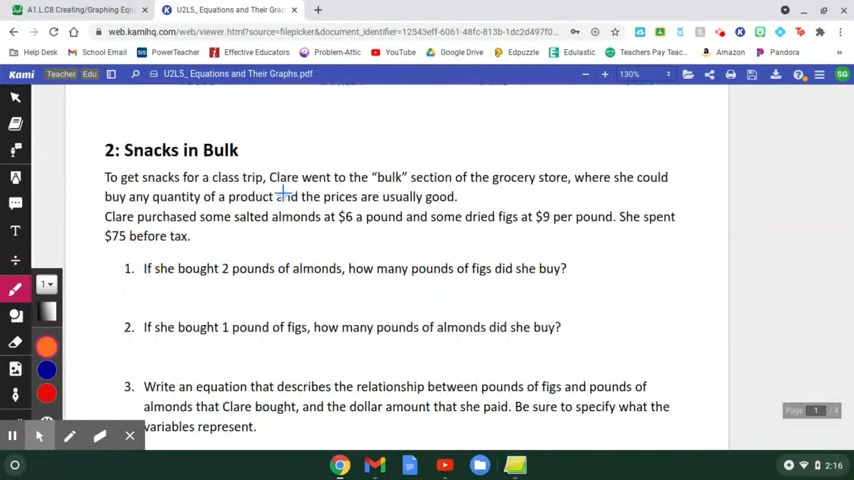 A1.L.C8 Creating/Graphing Equ
U2L5_ Equations and Their Graphs
web.kamihq.com/web/viewer.html?source=filepicker&document_identifier=12543eff-6061-48fc-813b-1dc2d497f0...
Help Desk School Email PowerTeacher Effective Educators Problem-Attic YouTube Google Drive Edpuzzle Edulastic Teachers Pay Teac... Amazon Pandora
Kami Teacher Edu U2L5_ Equations and Their Graphs.pdf 130% SG
2: Snacks in Bulk
To get snacks for a class trip, Clare went to the “bulk” section of the grocery store, where she could
buy any quantity of a product and the prices are usually good.
Clare purchased some salted almonds at $6 a pound and some dried figs at $9 per pound. She spent
$75 before tax.
1. If she bought 2 pounds of almonds, how many pounds of figs did she buy?
2. If she bought 1 pound of figs, how many pounds of almonds did she buy?
3. Write an equation that describes the relationship between pounds of figs and pounds of
almonds that Clare bought, and the dollar amount that she paid. Be sure to specify what the
variables represent.
Page 1 / 4
2:16